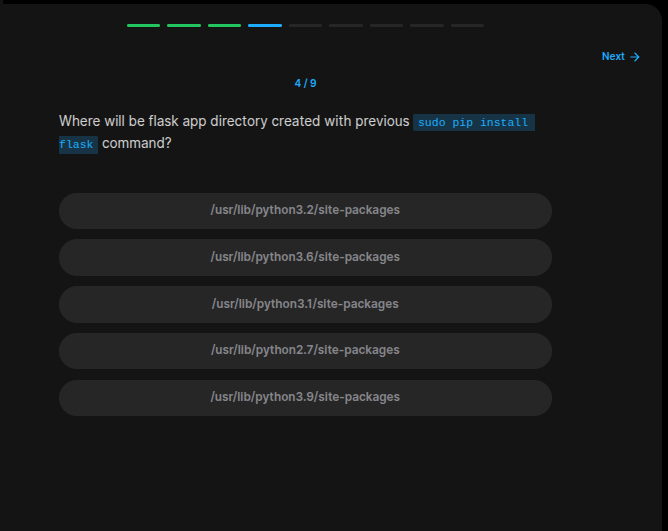 Next →
4 / 9
Where will be flask app directory created with previous sudo pip install
flask command?
/usr/lib/python3.2/site-packages
/usr/lib/python3.6/site-packages
/usr/lib/python3.1/site-packages
/usr/lib/python2.7/site-packages
/usr/lib/python3.9/site-packages